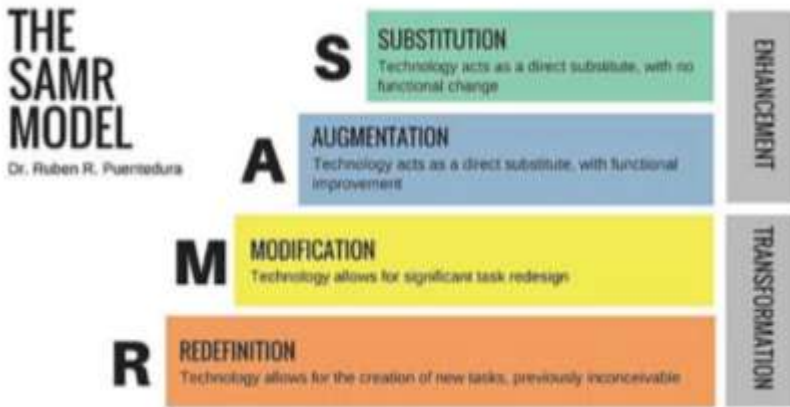 THE
SAMR
MODEL
Dr. Ruben R. Puentedura
S
SUBSTITUTION
Technology acts as a direct substitute, with no
functional change
A
AUGMENTATION
Technology acts as a direct substitute, with functional
improvement
ENHANCEMENT
M
MODIFICATION
Technology allows for significant task redesign
R
REDEFINITION
Technology allows for the creation of new tasks, previously inconceivable
TRANSFORMATION